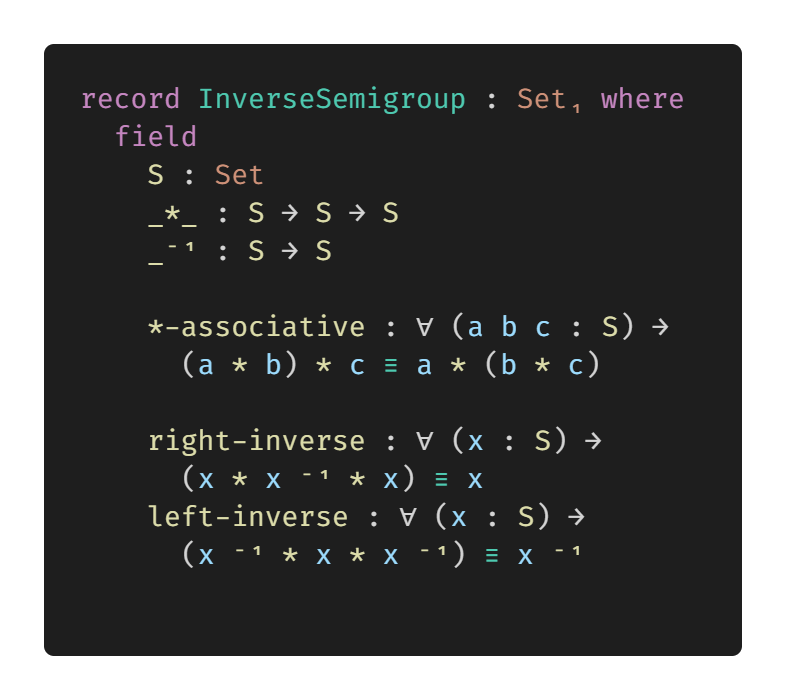 record InverseSemigroup : Set₁ where
field
S : Set
_*_ : S → S → S
_⁻¹ : S → S
*-associative : ∀ (a b c : S) →
(a * b) * c ≡ a * (b * c)
right-inverse : ∀ (x : S) →
(x * x ⁻¹ * x) ≡ x
left-inverse : ∀ (x : S) →
(x ⁻¹ * x * x ⁻¹) ≡ x ⁻¹